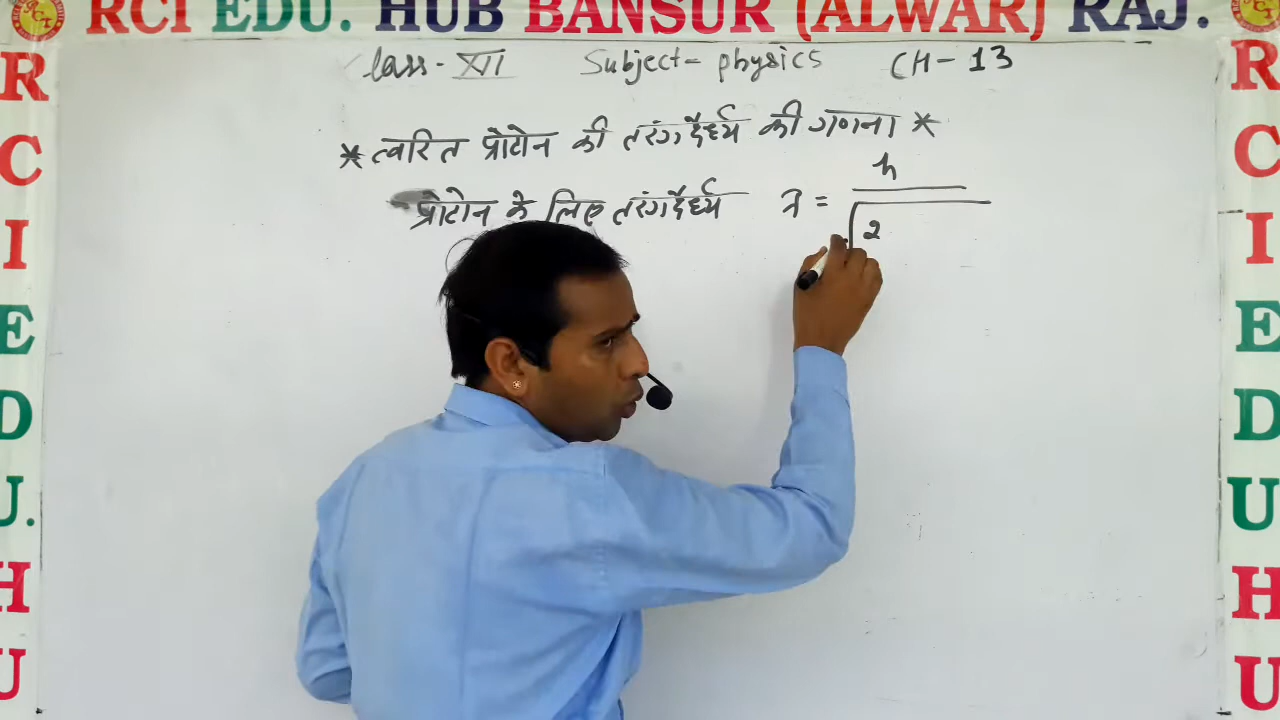 RCI EDU. HUB BANSUR (ALWAR) RAJ.
Class - XII Subject = physics CH - 13
* त्वरित प्रोटोन की तरंगदैर्ध्य की गणना *
प्रोटोन के लिए तरंगदैर्ध्य λ = h
√2
R
C
I
E
D
U.
H
U
R
C
I
E
D
U
H
U